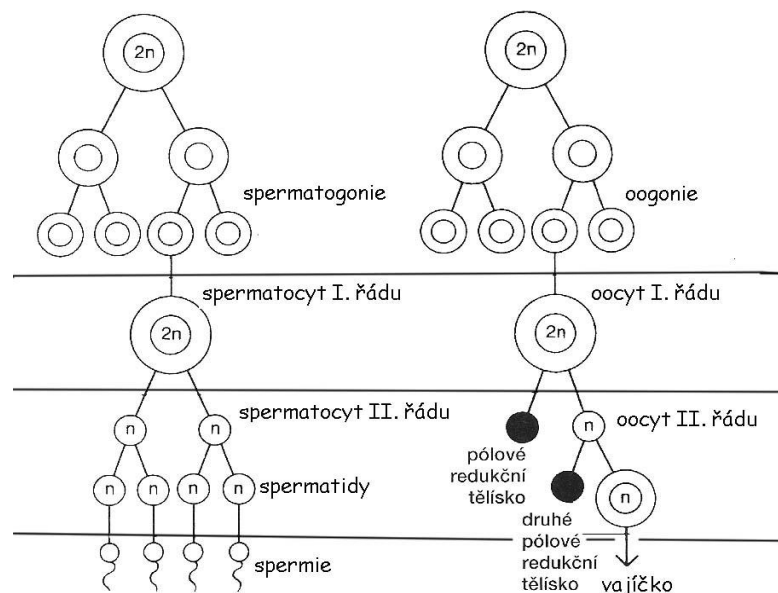 2n
2n
spermatogonie
oogonie
spermatocyt I. řádu
oocyt I. řádu
2n
2n
spermatocyt II. řádu
oocyt II. řádu
n
n
n
pólové
redukční
tělísko
n
n
n
n
spermatidy
n
druhé
pólové
redukční
tělísko
spermie
vajíčko